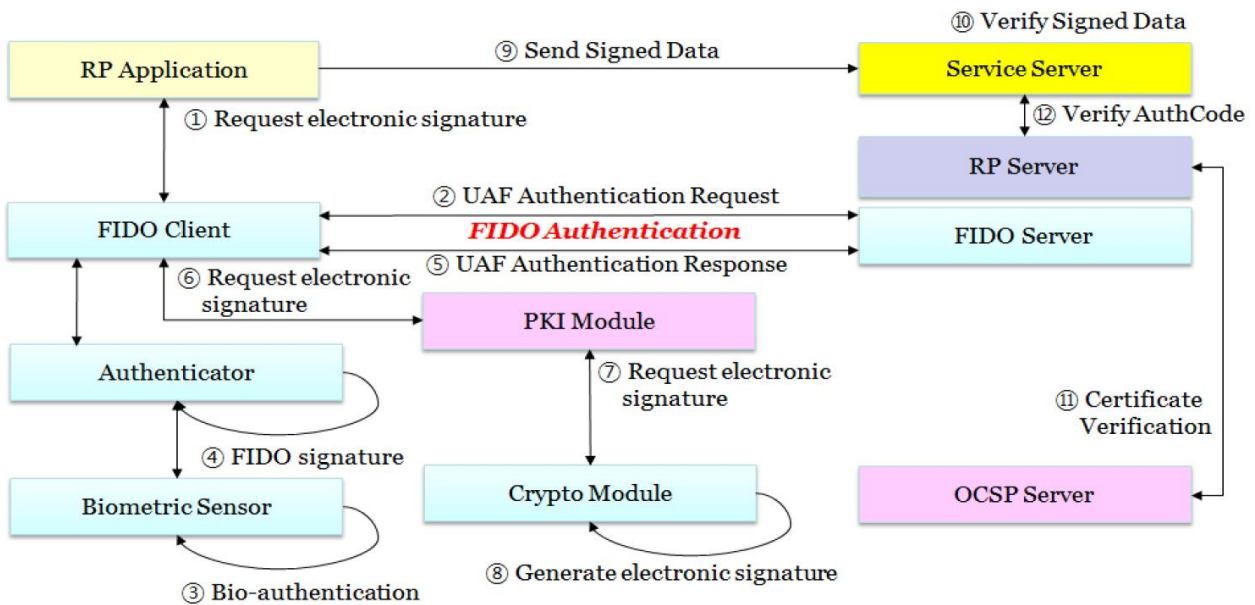 ⑩ Verify Signed Data
RP Application
⑨ Send Signed Data
Service Server
① Request electronic signature
⑫ Verify AuthCode
RP Server
② UAF Authentication Request
FIDO Client
FIDO Authentication
FIDO Server
⑤ UAF Authentication Response
⑥ Request electronic
signature
PKI Module
Authenticator
⑦ Request electronic
signature
⑪ Certificate
Verification
④ FIDO signature
Biometric Sensor
Crypto Module
OCSP Server
⑧ Generate electronic signature
③ Bio-authentication